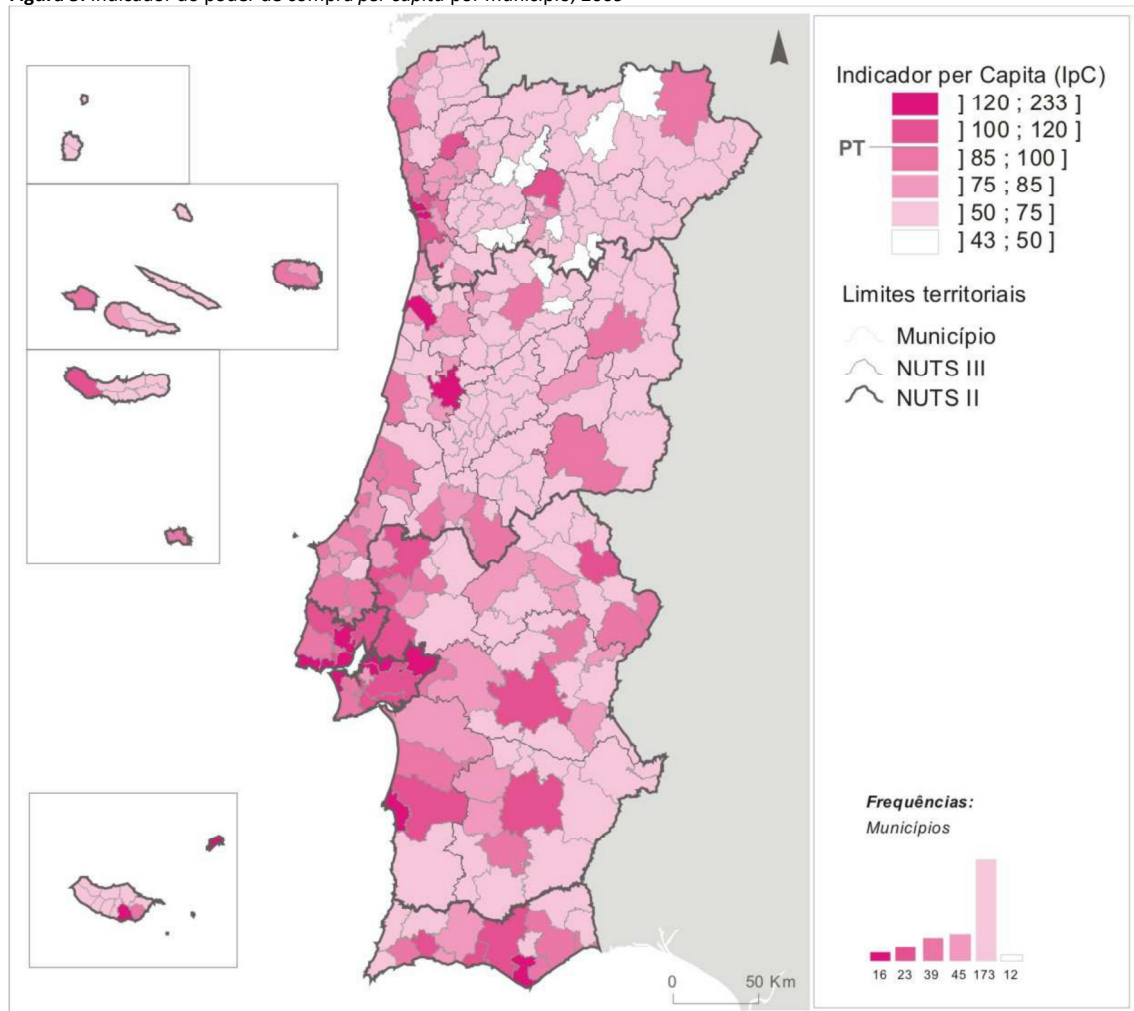 Indicador per Capita (IpC)
] 120 ; 233 ]
] 100 ; 120 ]
PT
] 85 ; 100 ]
] 75 ; 85 ]
] 50 ; 75 ]
] 43 ; 50 ]
Limites territoriais
Município
NUTS III
NUTS II
Frequências:
Municípios
16 23 39 45 173 12
0 50 Km